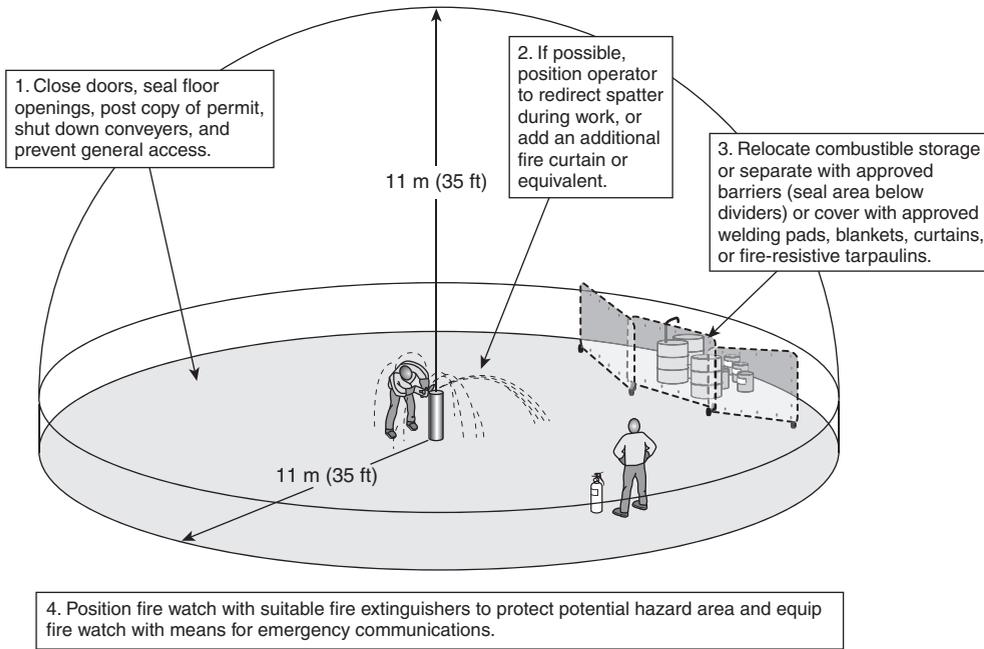 1. Close doors, seal floor
openings, post copy of permit,
shut down conveyers, and
prevent general access.
2. If possible,
position operator
to redirect spatter
during work, or
add an additional
fire curtain or
equivalent.
3. Relocate combustible storage
or separate with approved
barriers (seal area below
dividers) or cover with approved
welding pads, blankets, curtains,
or fire-resistive tarpaulins.
11 m (35 ft)
11 m (35 ft)
4. Position fire watch with suitable fire extinguishers to protect potential hazard area and equip
fire watch with means for emergency communications.